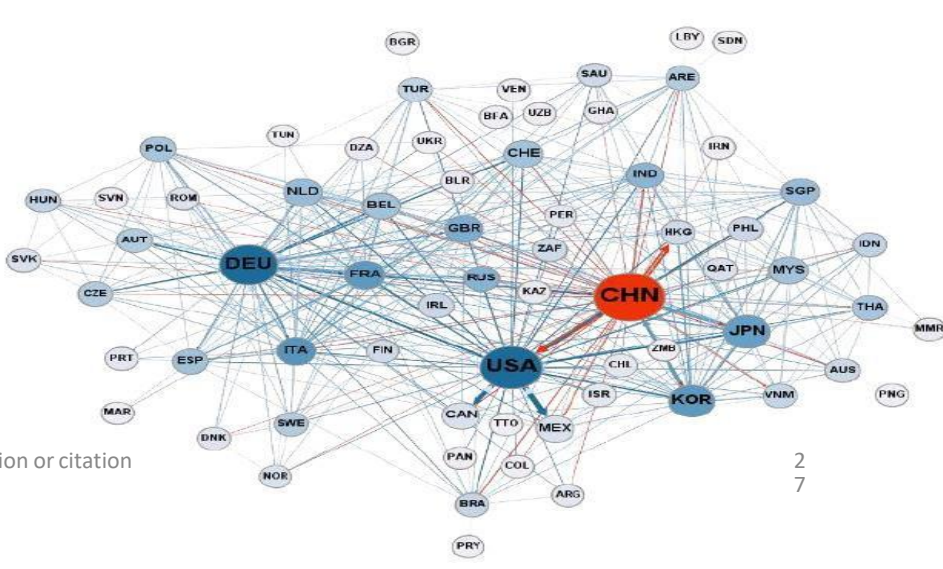 BGR
LBY
SDN
TUR
VEN
SAU
ARE
BFA
UZB
GHA
TUN
DZA
UKR
IRN
POL
CHE
BLR
IND
HUN
SVN
ROM
NLD
BEL
SGP
PER
GBR
HKG
PHL
AUT
ZAF
IDN
SVK
DEU
FRA
RUS
QAT
MYS
CZE
IRL
KAZ
CHN
THA
JPN
MMR
PRT
ESP
ITA
FIN
USA
ZMB
CHL
AUS
MAR
ISR
KOR
VNM
PNG
DNK
SWE
CAN
TTO
MEX
ion or citation
2
7
NOR
PAN
COL
BRA
ARG
PRY